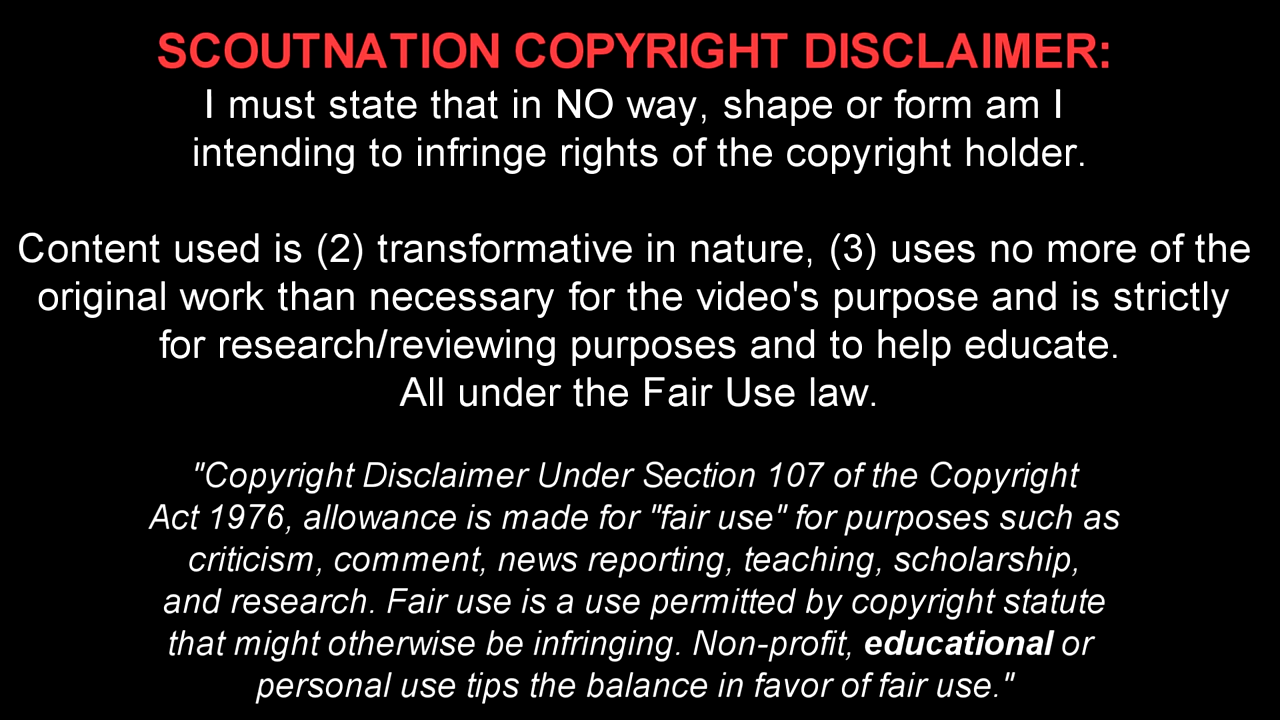 SCOUTNATION COPYRIGHT DISCLAIMER:
I must state that in NO way, shape or form am I
intending to infringe rights of the copyright holder.
Content used is (2) transformative in nature, (3) uses no more of the
original work than necessary for the video's purpose and is strictly
for research/reviewing purposes and to help educate.
All under the Fair Use law.
"Copyright Disclaimer Under Section 107 of the Copyright
Act 1976, allowance is made for "fair use" for purposes such as
criticism, comment, news reporting, teaching, scholarship,
and research. Fair use is a use permitted by copyright statute
that might otherwise be infringing. Non-profit, educational or
personal use tips the balance in favor of fair use."